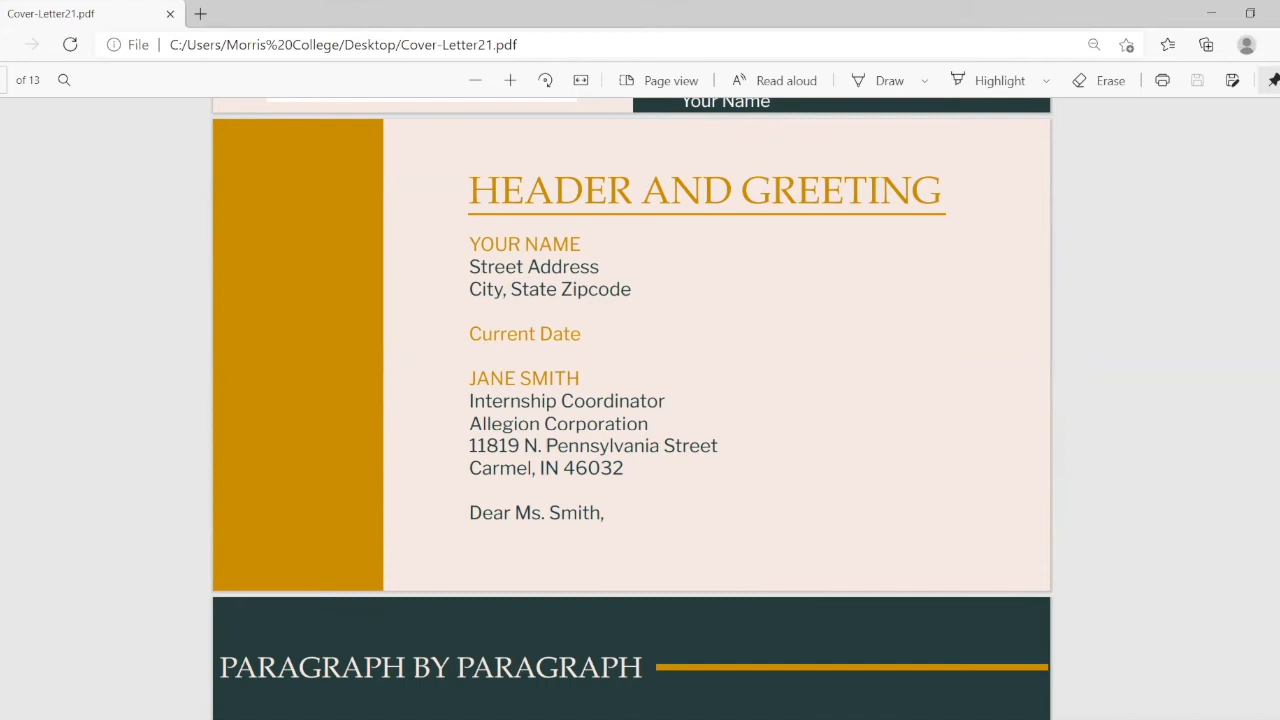 Cover-Letter21.pdf
File | C:/Users/Morris%20College/Desktop/Cover-Letter21.pdf
of 13 Page view Read aloud Draw Highlight Erase
Your Name
HEADER AND GREETING
YOUR NAME
Street Address
City, State Zipcode
Current Date
JANE SMITH
Internship Coordinator
Allegion Corporation
11819 N. Pennsylvania Street
Carmel, IN 46032
Dear Ms. Smith,
PARAGRAPH BY PARAGRAPH